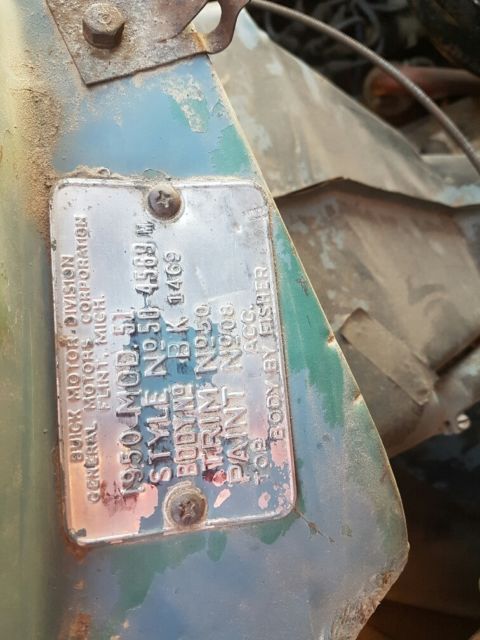 BUICK MOTOR DIVISION
GENERAL MOTORS CORPORATION
FLINT, MICH.
1950 MOD. 51
STYLE Nº 50-4569
BODY Nº BK 1469
TRIM Nº 50
PAINT Nº 08
TOP ACC.
BODY BY FISHER